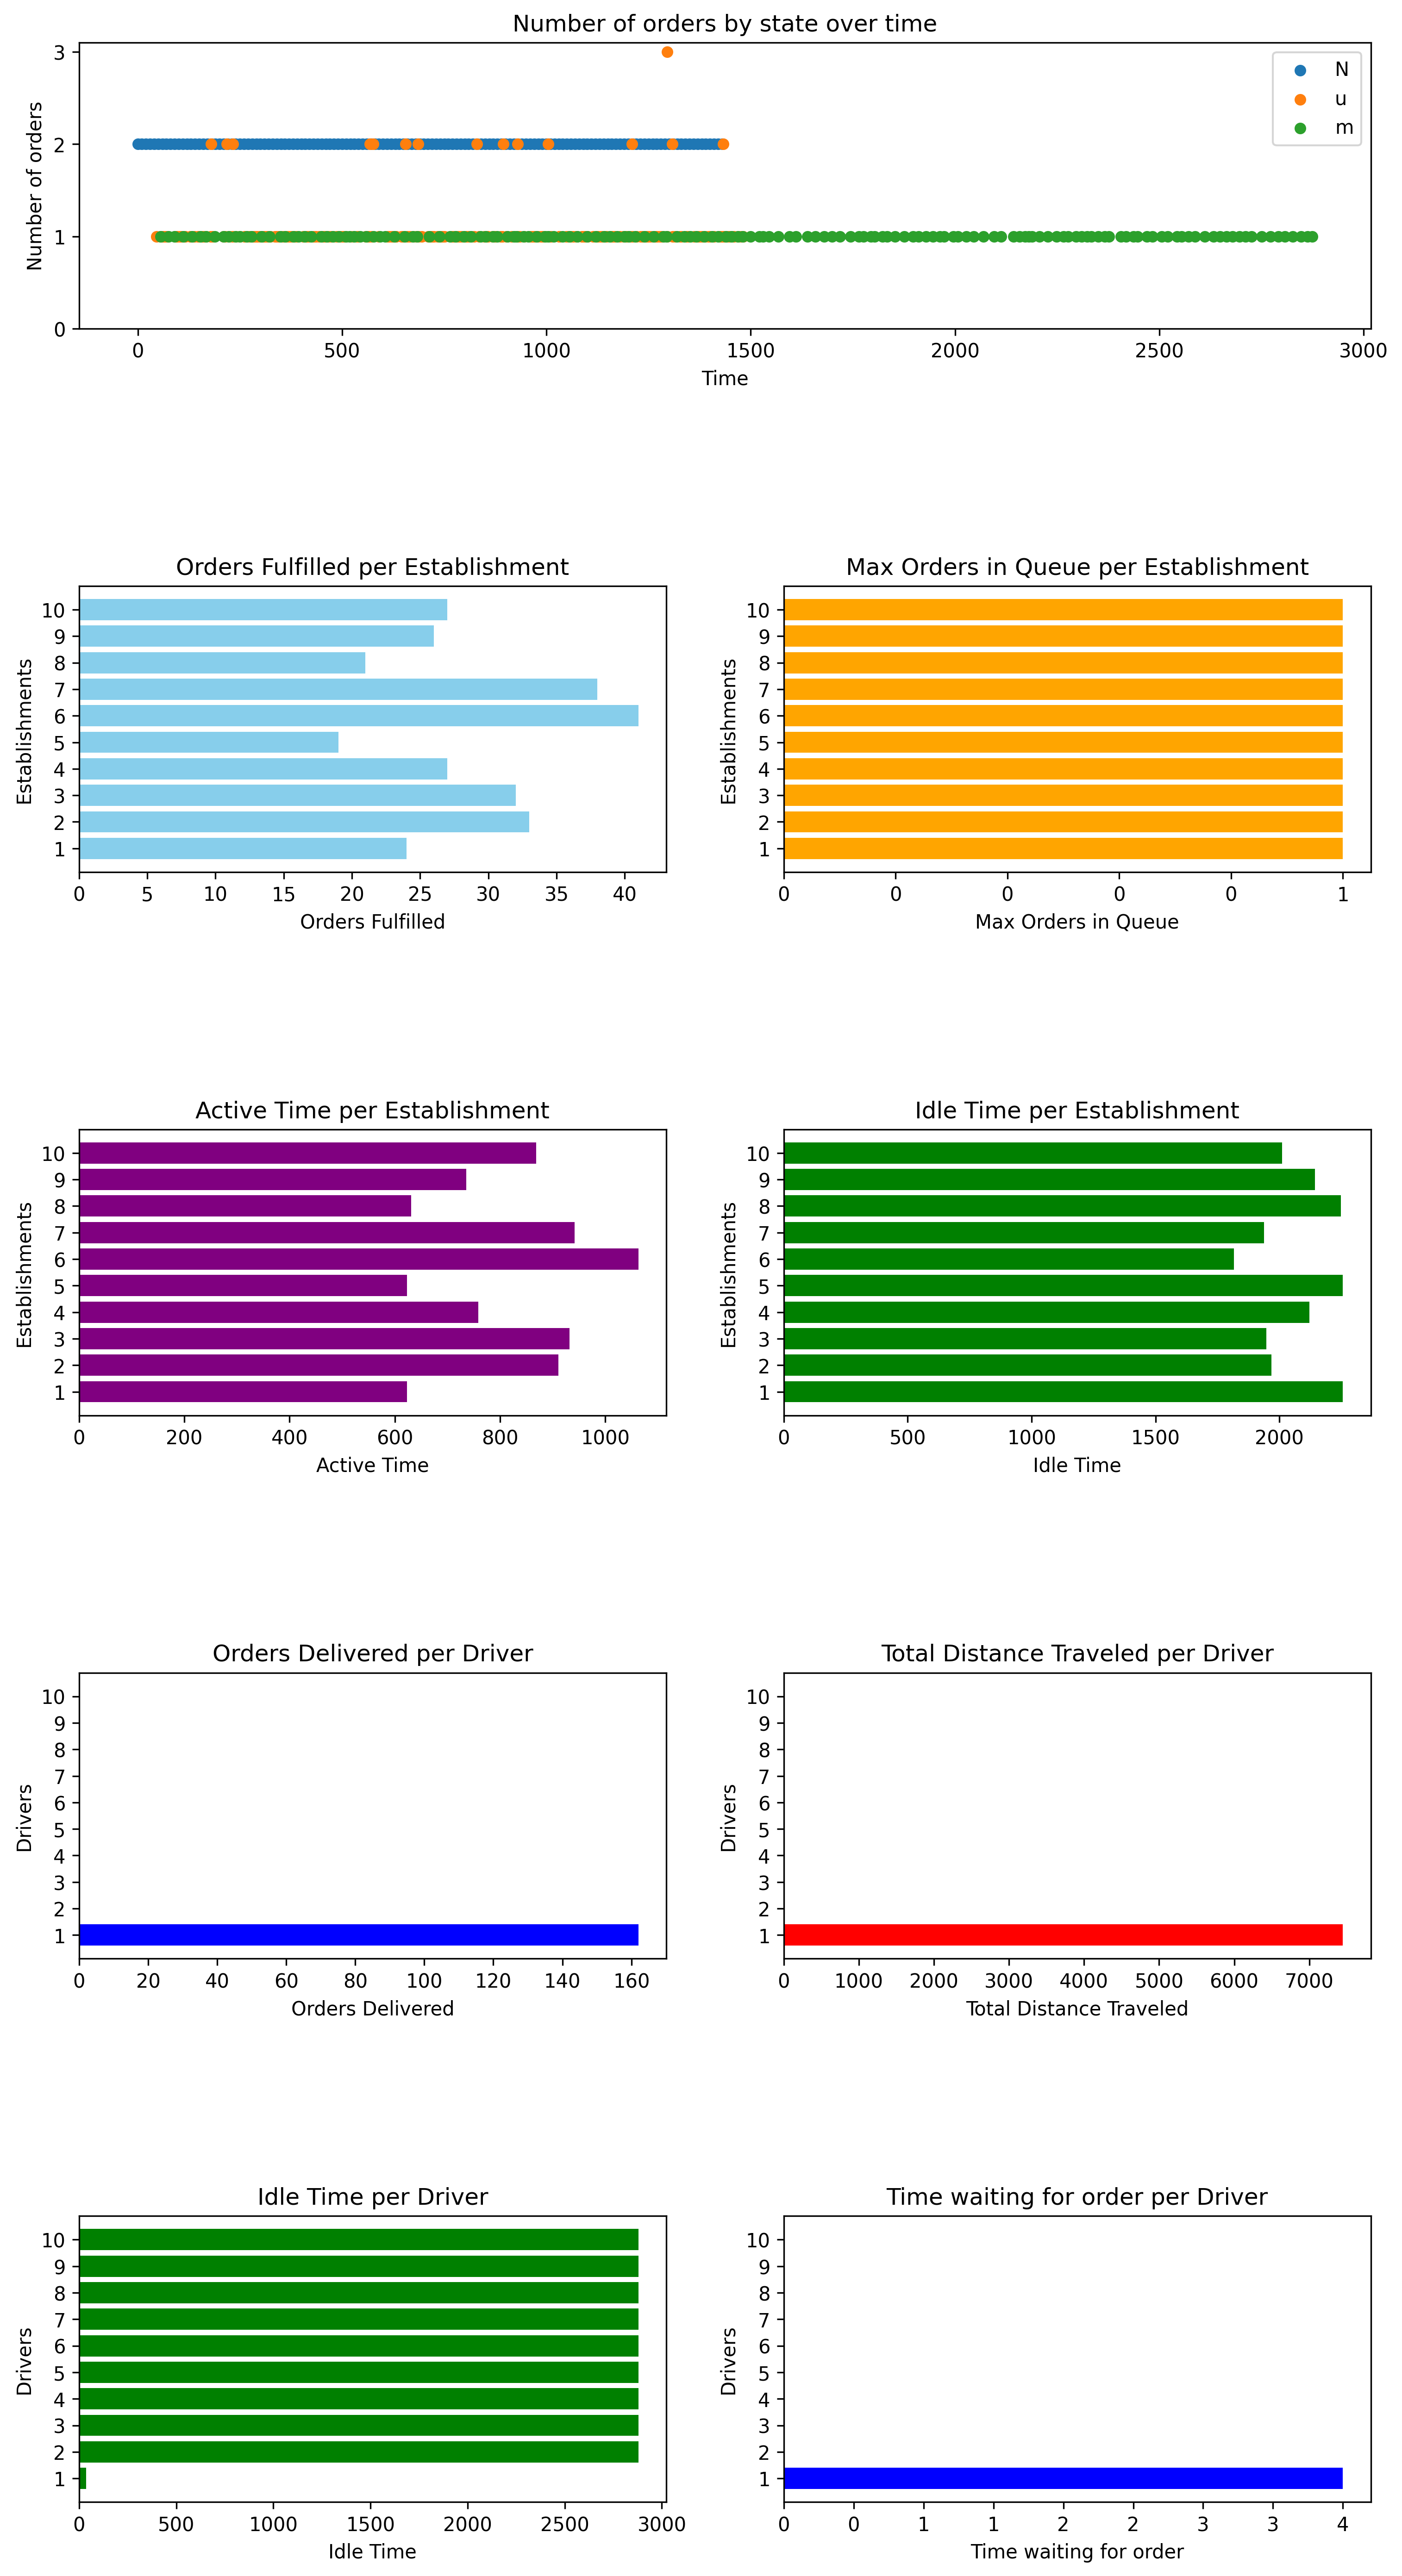 Number of orders by state over time
Number of orders
3
2
1
0
N
u
m
0 500 1000 1500 2000 2500 3000
Time
Orders Fulfilled per Establishment
Establishments
10
9
8
7
6
5
4
3
2
1
0 5 10 15 20 25 30 35 40
Orders Fulfilled
Max Orders in Queue per Establishment
Establishments
10
9
8
7
6
5
4
3
2
1
0 0 0 0 0 1
Max Orders in Queue
Active Time per Establishment
Establishments
10
9
8
7
6
5
4
3
2
1
0 200 400 600 800 1000
Active Time
Idle Time per Establishment
Establishments
10
9
8
7
6
5
4
3
2
1
0 500 1000 1500 2000
Idle Time
Orders Delivered per Driver
Drivers
10
9
8
7
6
5
4
3
2
1
0 20 40 60 80 100 120 140 160
Orders Delivered
Total Distance Traveled per Driver
Drivers
10
9
8
7
6
5
4
3
2
1
0 1000 2000 3000 4000 5000 6000 7000
Total Distance Traveled
Idle Time per Driver
Drivers
10
9
8
7
6
5
4
3
2
1
0 500 1000 1500 2000 2500 3000
Idle Time
Time waiting for order per Driver
Drivers
10
9
8
7
6
5
4
3
2
1
0 0 1 1 2 2 3 3 4
Time waiting for order